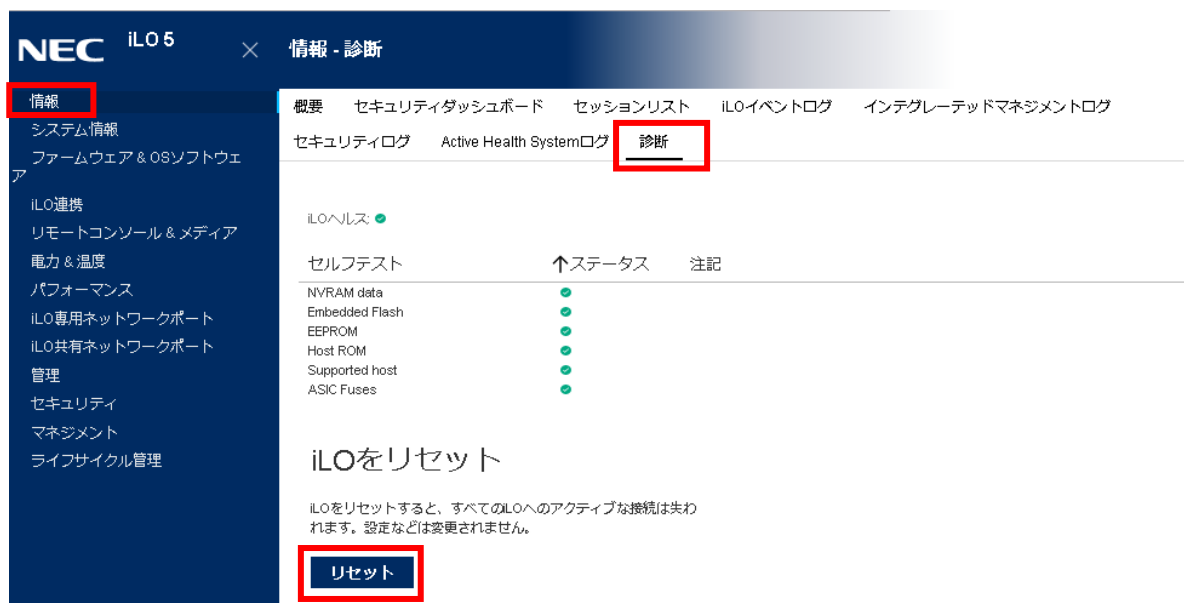 NEC iLO 5
情報 - 診断
情報
システム情報
ファームウェア & OSソフトウェ
ア
iLO連携
リモートコンソール & メディア
電力 & 温度
パフォーマンス
iLO専用ネットワークポート
iLO共有ネットワークポート
管理
セキュリティ
マネジメント
ライフサイクル管理
概要 セキュリティダッシュボード セッションリスト iLOイベントログ インテグレーテッドマネジメントログ
セキュリティログ Active Health Systemログ 診断
iLOヘルス:
セルフテスト ↑ステータス 注記
NVRAM data
Embedded Flash
EEPROM
Host ROM
Supported host
ASIC Fuses
iLOをリセット
iLOをリセットすると、すべてのiLOへのアクティブな接続は失わ
れます。設定などは変更されません。
リセット